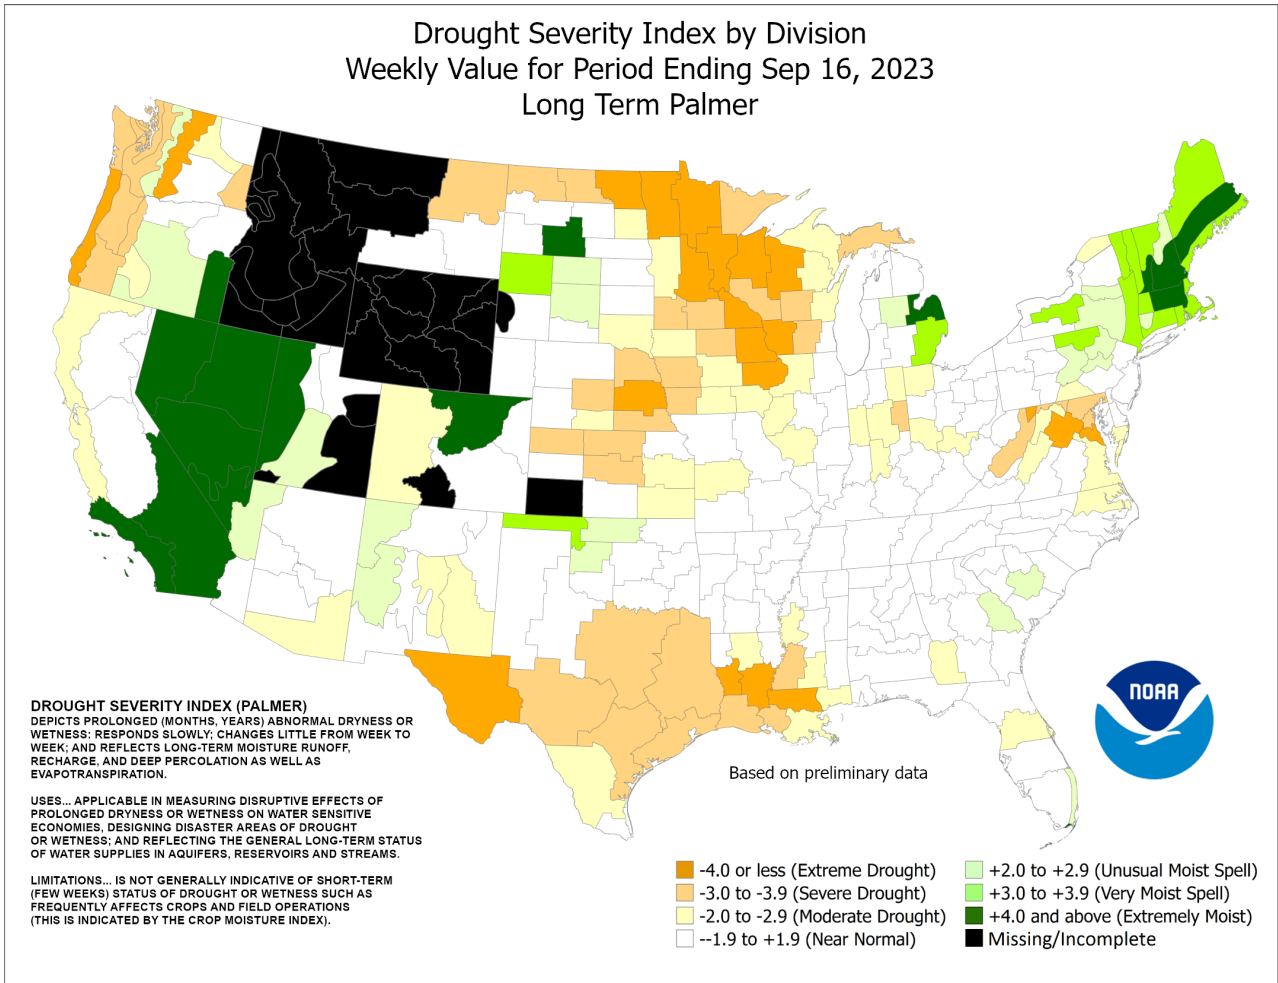 Drought Severity Index by Division
Weekly Value for Period Ending Sep 16, 2023
Long Term Palmer
DROUGHT SEVERITY INDEX (PALMER)
DEPICTS PROLONGED (MONTHS, YEARS) ABNORMAL DRYNESS OR
WETNESS: RESPONDS SLOWLY; CHANGES LITTLE FROM WEEK TO
WEEK; AND REFLECTS LONG-TERM MOISTURE RUNOFF,
RECHARGE, AND DEEP PERCOLATION AS WELL AS
EVAPOTRANSPIRATION.
USES... APPLICABLE IN MEASURING DISRUPTIVE EFFECTS OF
PROLONGED DRYNESS OR WETNESS ON WATER SENSITIVE
ECONOMIES, DESIGNING DISASTER AREAS OF DROUGHT
OR WETNESS; AND REFLECTING THE GENERAL LONG-TERM STATUS
OF WATER SUPPLIES IN AQUIFERS, RESERVOIRS AND STREAMS.
LIMITATIONS... IS NOT GENERALLY INDICATIVE OF SHORT-TERM
(FEW WEEKS) STATUS OF DROUGHT OR WETNESS SUCH AS
FREQUENTLY AFFECTS CROPS AND FIELD OPERATIONS
(THIS IS INDICATED BY THE CROP MOISTURE INDEX).
NOAA
Based on preliminary data
-4.0 or less (Extreme Drought)
-3.0 to -3.9 (Severe Drought)
-2.0 to -2.9 (Moderate Drought)
--1.9 to +1.9 (Near Normal)
+2.0 to +2.9 (Unusual Moist Spell)
+3.0 to +3.9 (Very Moist Spell)
+4.0 and above (Extremely Moist)
Missing/Incomplete